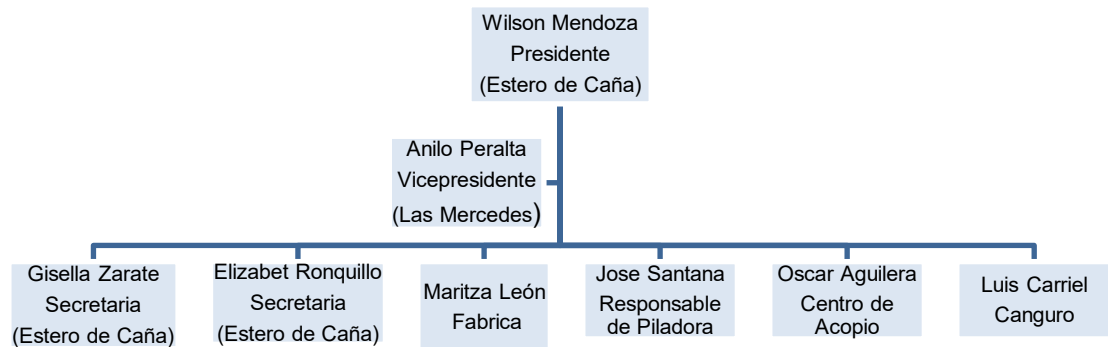 Wilson Mendoza
Presidente
(Estero de Caña)
Anilo Peralta
Vicepresidente
(Las Mercedes)
Gisella Zarate
Secretaria
(Estero de Caña)
Elizabet Ronquillo
Secretaria
(Estero de Caña)
Maritza León
Fabrica
Jose Santana
Responsable
de Piladora
Oscar Aguilera
Centro de
Acopio
Luis Carriel
Canguro